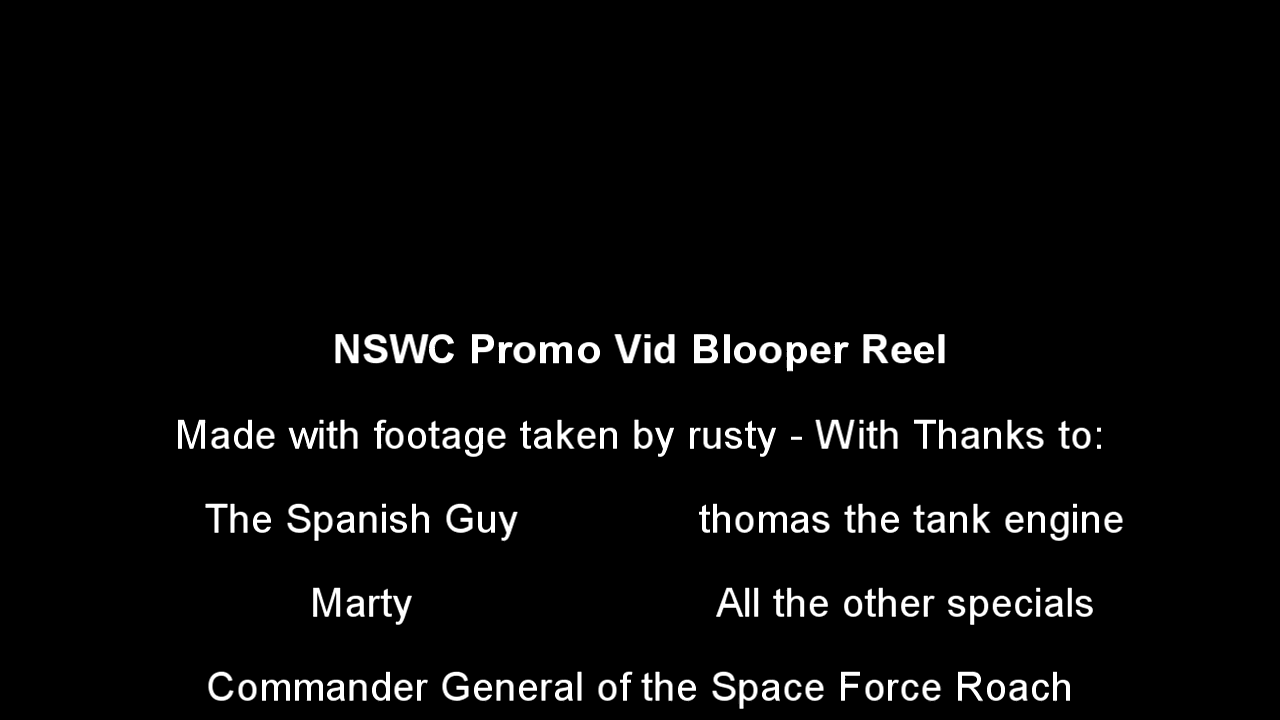 NSWC Promo Vid Blooper Reel
Made with footage taken by rusty - With Thanks to:
The Spanish Guy thomas the tank engine
Marty All the other specials
Commander General of the Space Force Roach